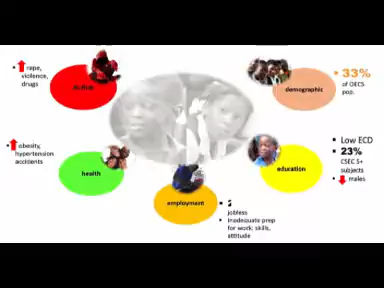 rape,
violence,
drugs
demographic
33%
of OECS
pop.
obesity,
hypertension
accidents
health
Low ECD
23%
CSEC 5+
subjects
males
education
employment
jobless
Inadequate prep
for work: skills,
attitude